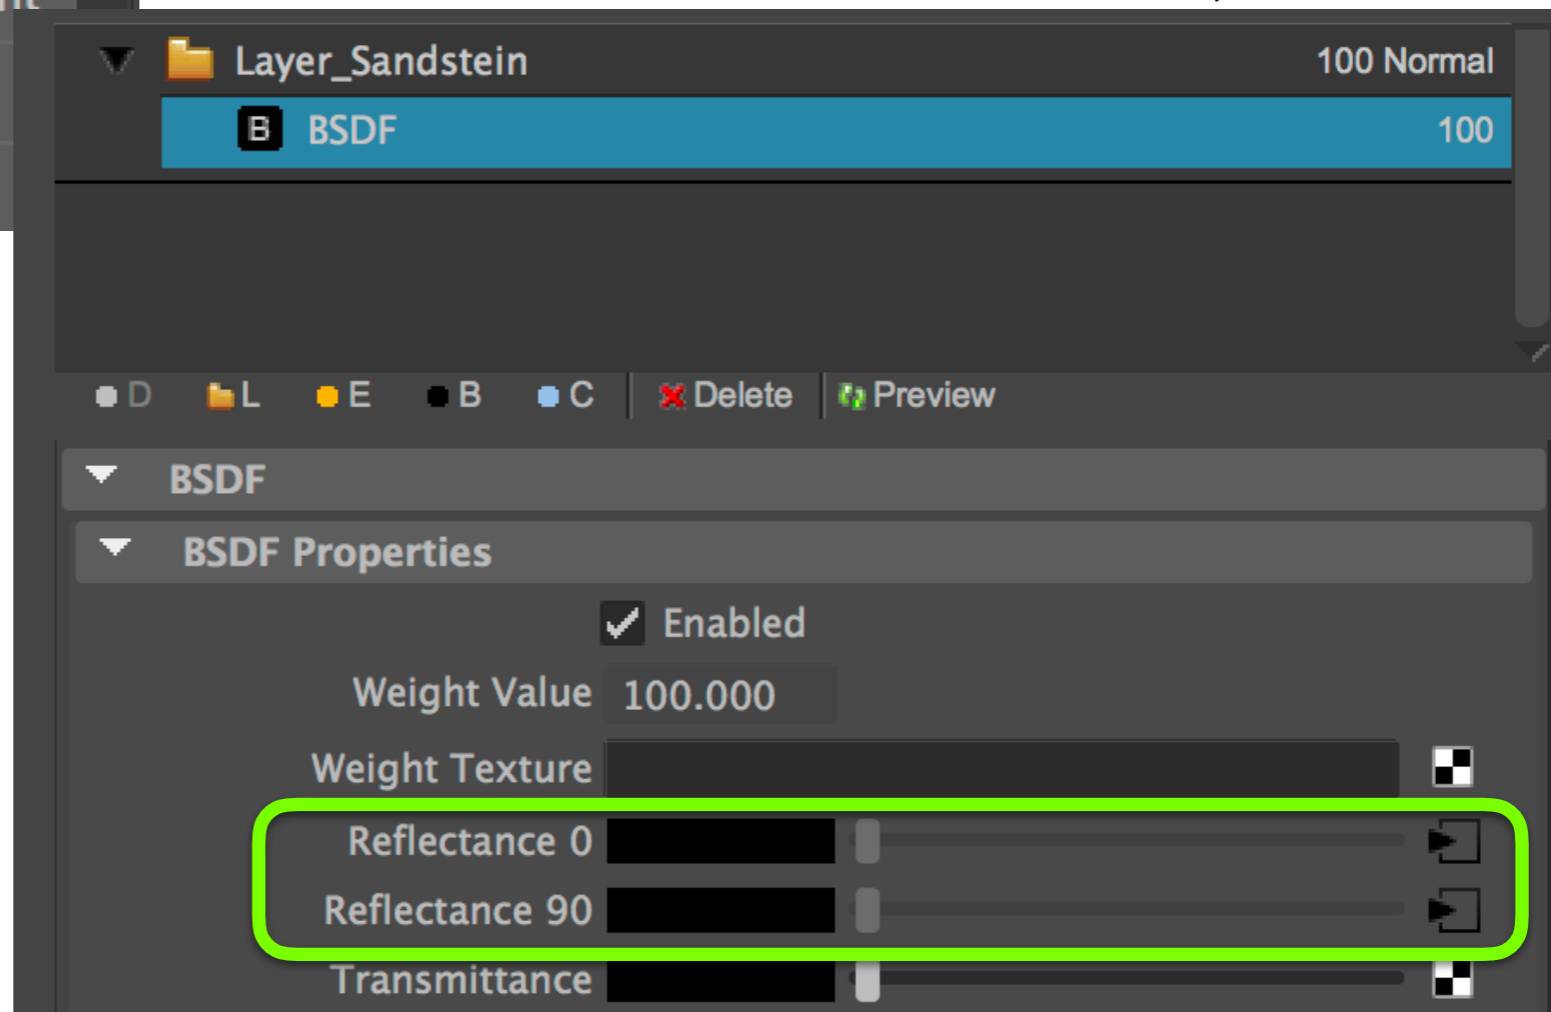 Layer_Sandstein 100 Normal
B BSDF 100
D L E B C Delete Preview
BSDF
BSDF Properties
Enabled
Weight Value 100.000
Weight Texture
Reflectance 0
Reflectance 90
Transmittance